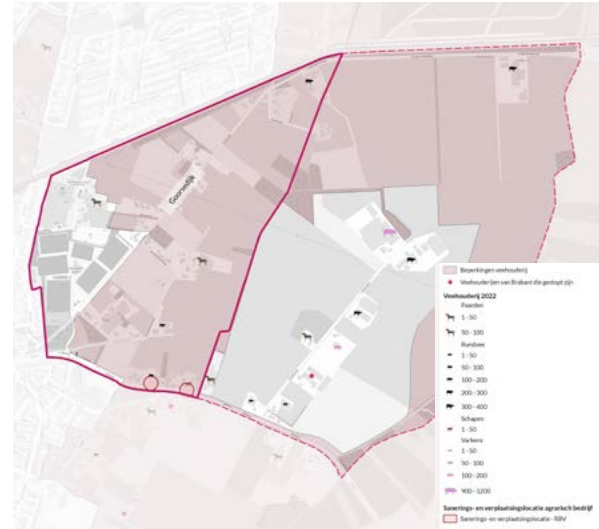 Goorsedijk
Beperkingen veehouderij
Veehouderijen van Brabant die gestopt zijn
Veehouderij 2022
Paarden
1 - 50
50 - 100
Rundvee
1 - 50
50 - 100
100 - 200
200 - 300
300 - 400
Schapen
1 - 50
Varkens
1 - 50
50 - 100
100 - 200
900 - 1200
Sanerings- en verplaatsingslocatie agrarisch bedrijf
Sanerings- en verplaatsingslocatie - RBV